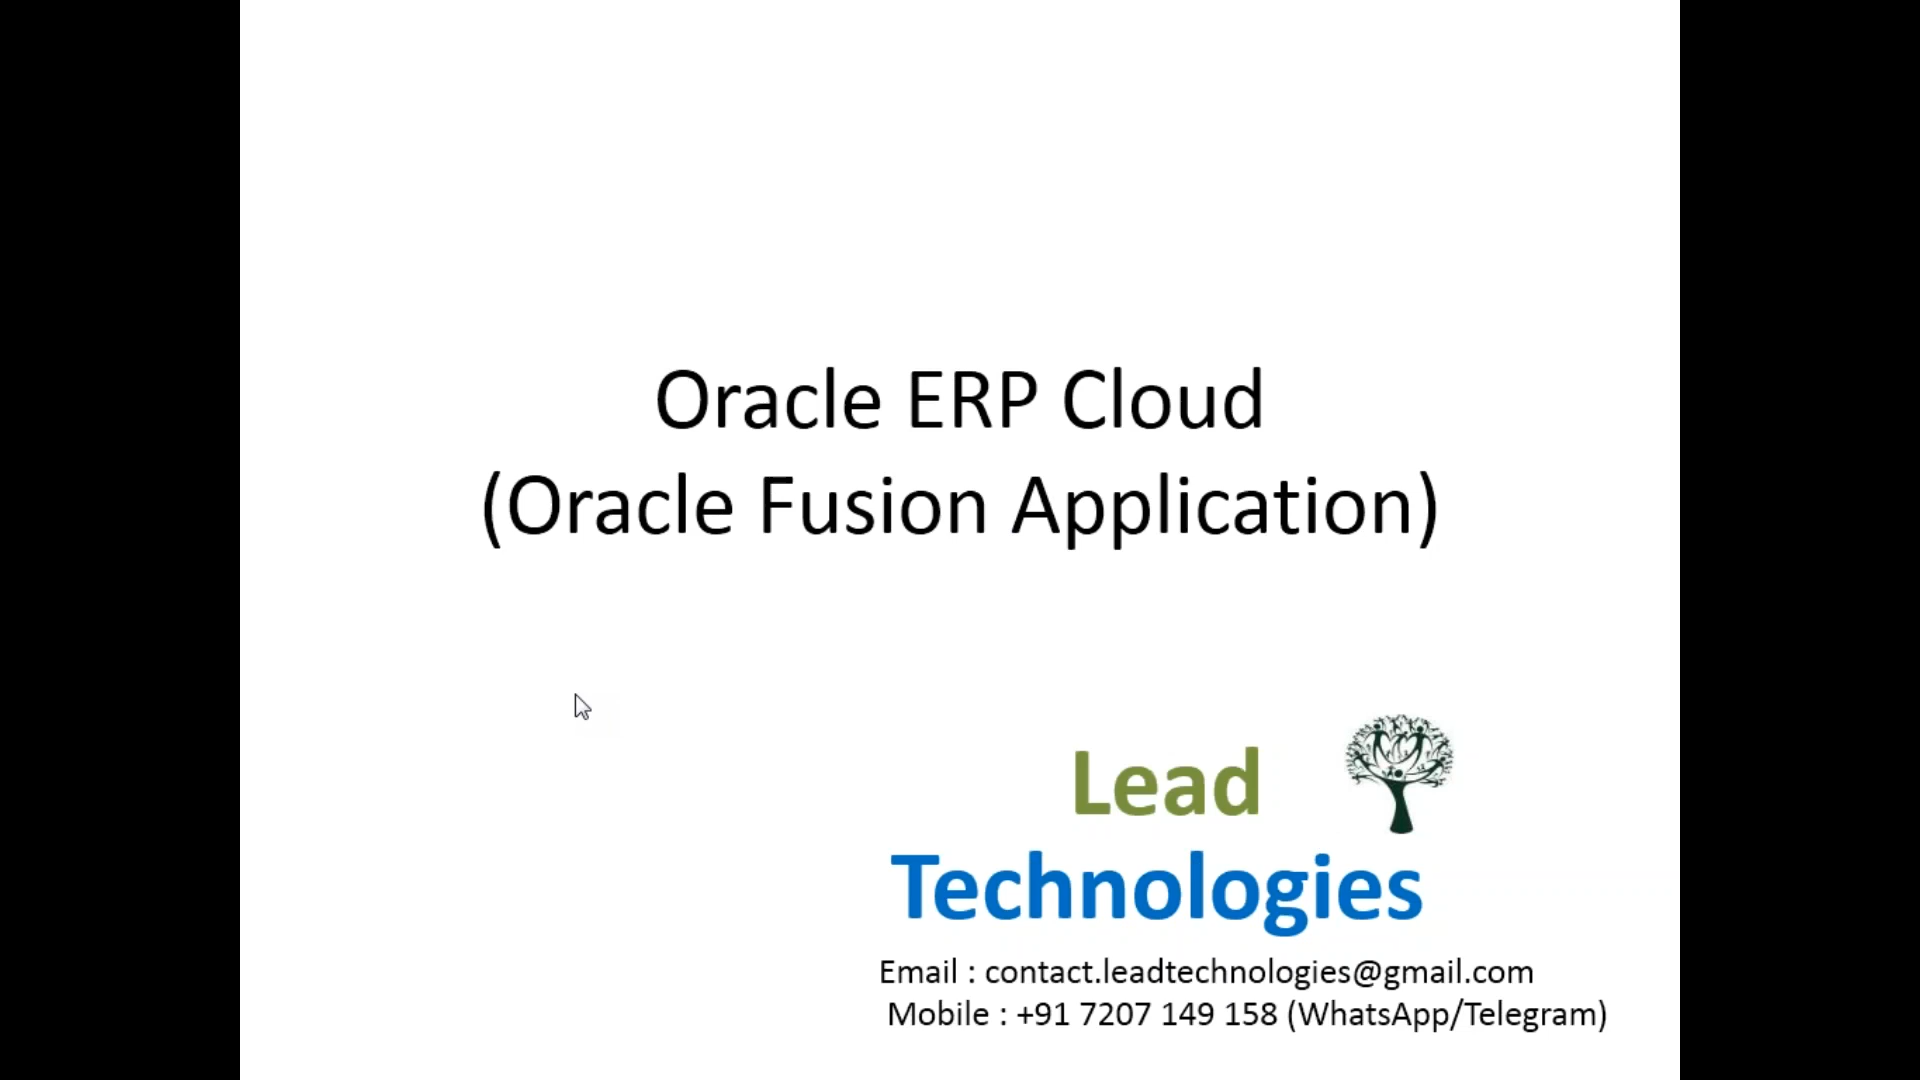 Oracle ERP Cloud
(Oracle Fusion Application)
Lead
Technologies
Email : contact.leadtechnologies@gmail.com
Mobile : +91 7207 149 158 (WhatsApp/Telegram)